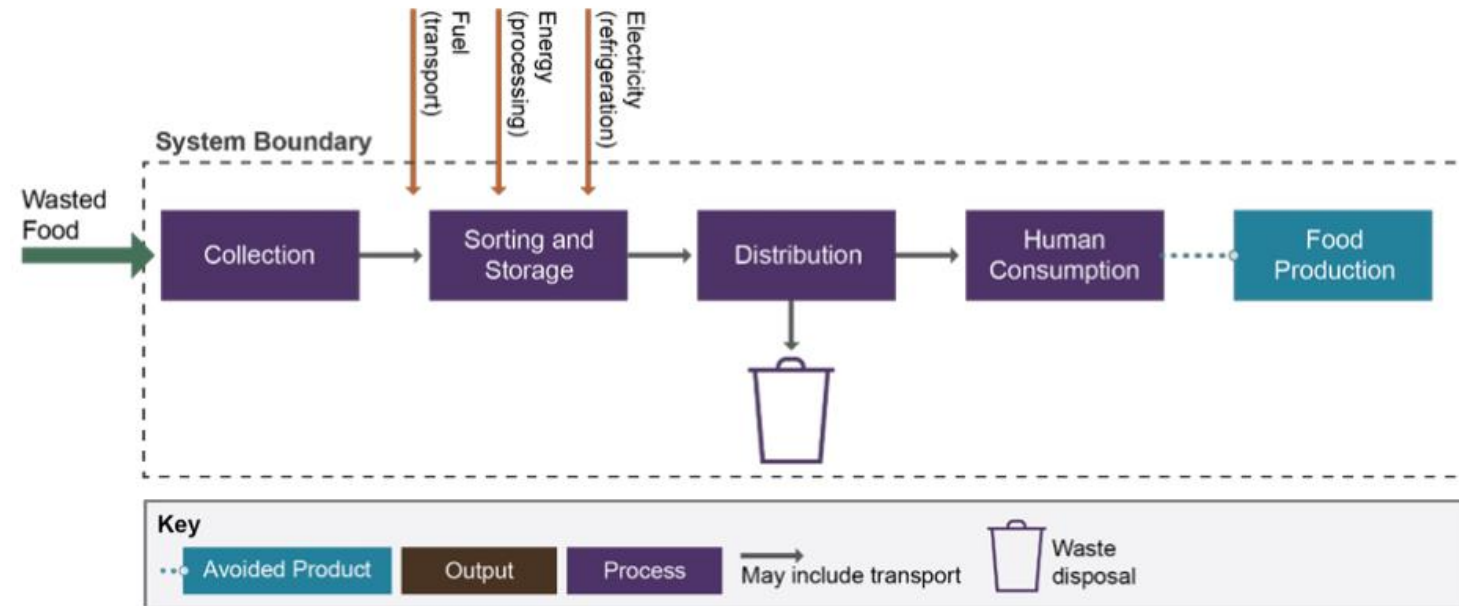 Fuel
(transport)
Energy
(processing)
Electricity
(refrigeration)
System Boundary
Wasted
Food
Collection
Sorting and
Storage
Distribution
Human
Consumption
Food
Production
Key
Avoided Product
Output
Process
May include transport
Waste
disposal